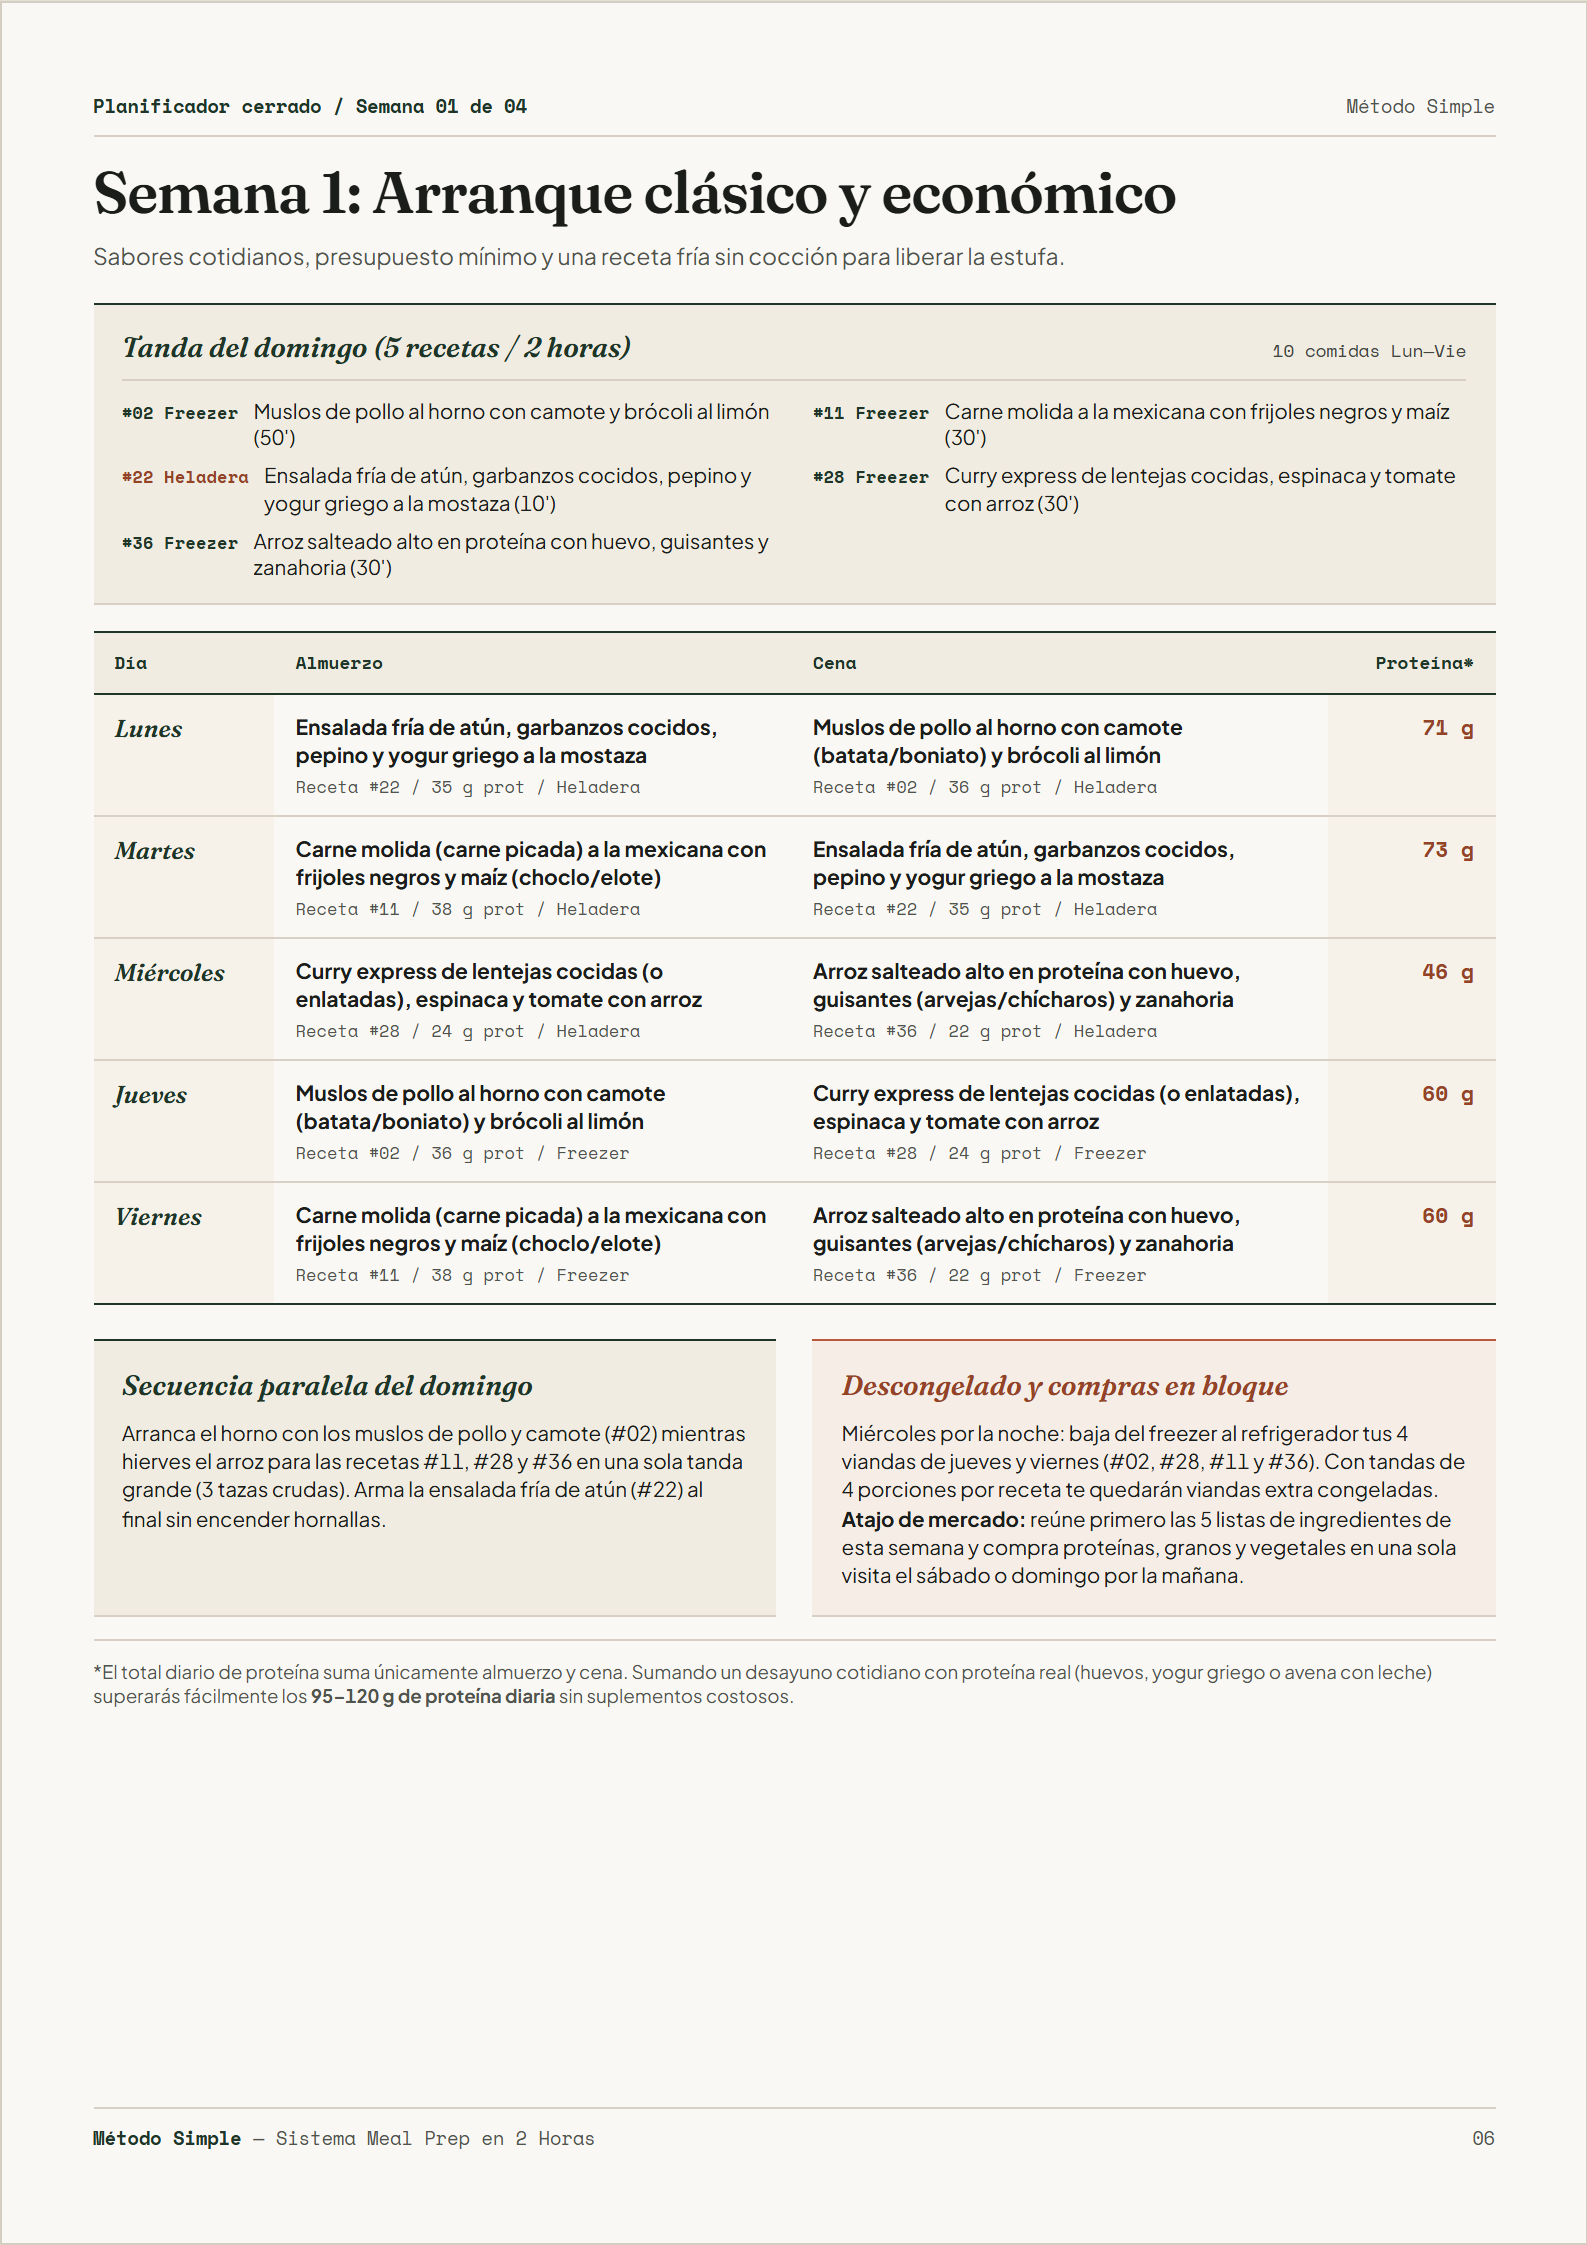 Planificador cerrado / Semana 01 de 04
Método Simple
Semana 1: Arranque clásico y económico
Sabores cotidianos, presupuesto mínimo y una receta fría sin cocción para liberar la estufa.
Tanda del domingo (5 recetas / 2 horas)
10 comidas Lun—Vie
#02 Freezer Muslos de pollo al horno con camote y brócoli al limón
(50')
#11 Freezer Carne molida a la mexicana con frijoles negros y maíz
(30')
#22 Heladera Ensalada fría de atún, garbanzos cocidos, pepino y
yogur griego a la mostaza (10')
#28 Freezer Curry express de lentejas cocidas, espinaca y tomate
con arroz (30')
#36 Freezer Arroz salteado alto en proteína con huevo, guisantes y
zanahoria (30')
Día Almuerzo Cena Proteína*
Lunes
Ensalada fría de atún, garbanzos cocidos,
pepino y yogur griego a la mostaza
Receta #22 / 35 g prot / Heladera
Muslos de pollo al horno con camote
(batata/boniato) y brócoli al limón
Receta #02 / 36 g prot / Heladera
71 g
Martes
Carne molida (carne picada) a la mexicana con
frijoles negros y maíz (choclo/elote)
Receta #11 / 38 g prot / Heladera
Ensalada fría de atún, garbanzos cocidos,
pepino y yogur griego a la mostaza
Receta #22 / 35 g prot / Heladera
73 g
Miércoles
Curry express de lentejas cocidas (o
enlatadas), espinaca y tomate con arroz
Receta #28 / 24 g prot / Heladera
Arroz salteado alto en proteína con huevo,
guisantes (arvejas/chícharos) y zanahoria
Receta #36 / 22 g prot / Heladera
46 g
Jueves
Muslos de pollo al horno con camote
(batata/boniato) y brócoli al limón
Receta #02 / 36 g prot / Freezer
Curry express de lentejas cocidas (o enlatadas),
espinaca y tomate con arroz
Receta #28 / 24 g prot / Freezer
60 g
Viernes
Carne molida (carne picada) a la mexicana con
frijoles negros y maíz (choclo/elote)
Receta #11 / 38 g prot / Freezer
Arroz salteado alto en proteína con huevo,
guisantes (arvejas/chícharos) y zanahoria
Receta #36 / 22 g prot / Freezer
60 g
Secuencia paralela del domingo
Arranca el horno con los muslos de pollo y camote (#02) mientras
hierves el arroz para las recetas #11, #28 y #36 en una sola tanda
grande (3 tazas crudas). Arma la ensalada fría de atún (#22) al
final sin encender hornallas.
Descongelado y compras en bloque
Miércoles por la noche: baja del freezer al refrigerador tus 4
viandas de jueves y viernes (#02, #28, #11 y #36). Con tandas de
4 porciones por receta te quedarán viandas extra congeladas.
Atajo de mercado: reúne primero las 5 listas de ingredientes de
esta semana y compra proteínas, granos y vegetales en una sola
visita el sábado o domingo por la mañana.
*El total diario de proteína suma únicamente almuerzo y cena. Sumando un desayuno cotidiano con proteína real (huevos, yogur griego o avena con leche)
superarás fácilmente los 95–120 g de proteína diaria sin suplementos costosos.
Método Simple — Sistema Meal Prep en 2 Horas
06